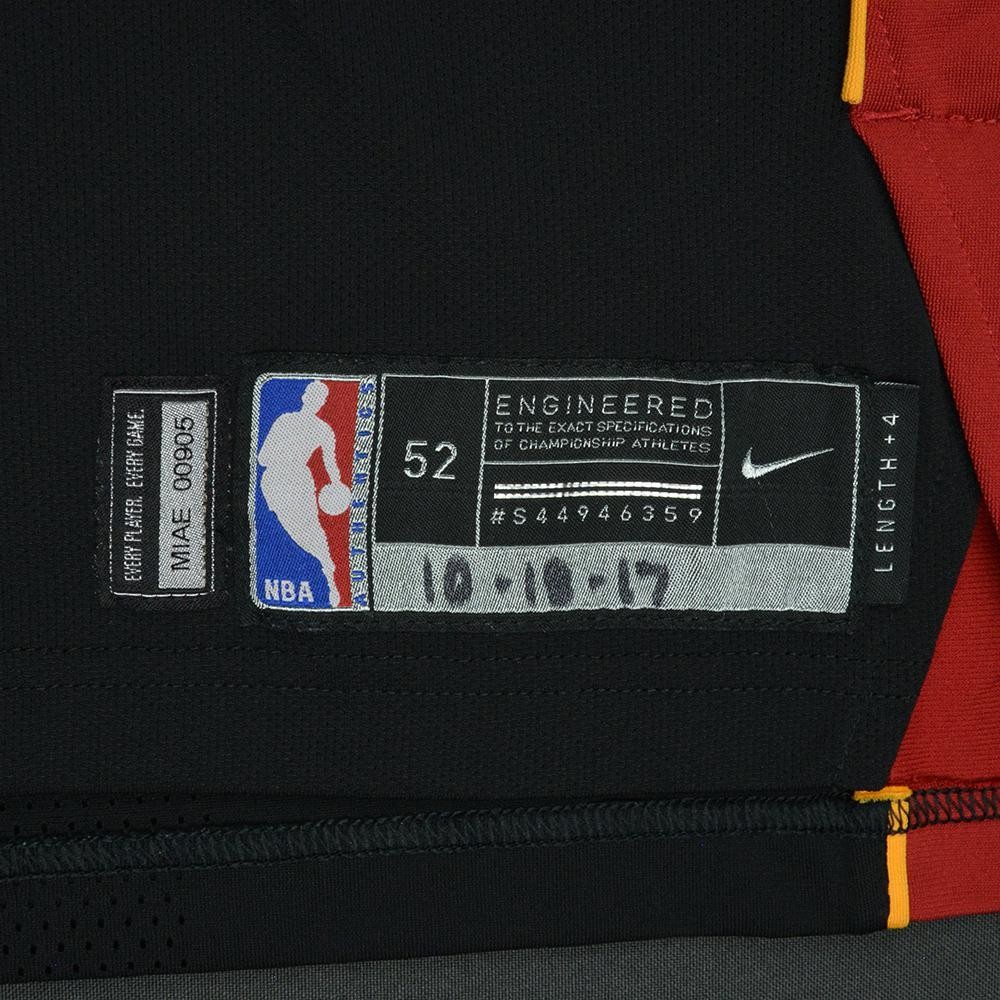 EVERY PLAYER. EVERY GAME.
MIAE 00905
NBA
AUTHENTICS
52
ENGINEERED
TO THE EXACT SPECIFICATIONS
OF CHAMPIONSHIP ATHLETES
#S44946359
10-18-17
LENGTH+4